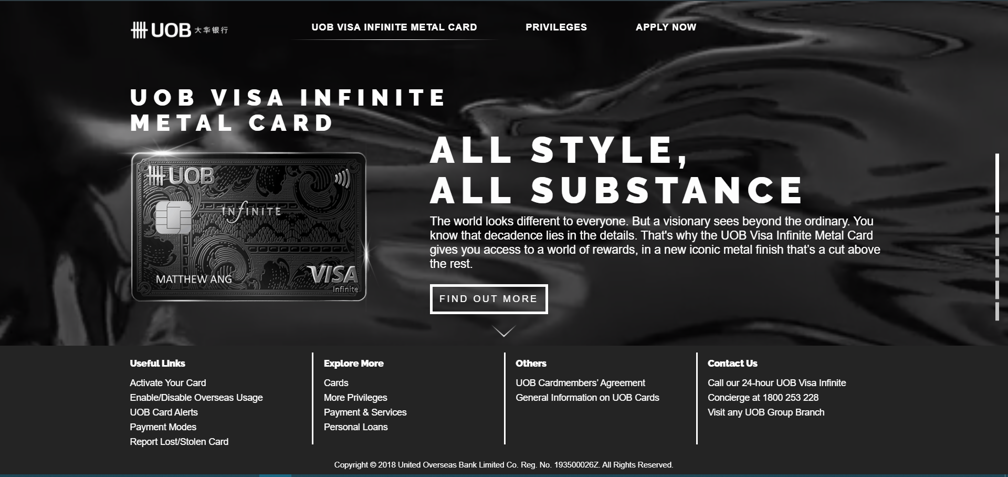 UOB 大华银行
UOB VISA INFINITE METAL CARD
PRIVILEGES
APPLY NOW
UOB VISA INFINITE
METAL CARD
UOB
INFINITE
MATTHEW ANG
VISA
Infinite
ALL STYLE,
ALL SUBSTANCE
The world looks different to everyone. But a visionary sees beyond the ordinary. You
know that decadence lies in the details. That's why the UOB Visa Infinite Metal Card
gives you access to a world of rewards, in a new iconic metal finish that's a cut above
the rest.
FIND OUT MORE
Useful Links
Activate Your Card
Enable/Disable Overseas Usage
UOB Card Alerts
Payment Modes
Report Lost/Stolen Card
Explore More
Cards
More Privileges
Payment & Services
Personal Loans
Others
UOB Cardmembers' Agreement
General Information on UOB Cards
Contact Us
Call our 24-hour UOB Visa Infinite
Concierge at 1800 253 228
Visit any UOB Group Branch
Copyright © 2018 United Overseas Bank Limited Co. Reg. No. 193500026Z. All Rights Reserved.